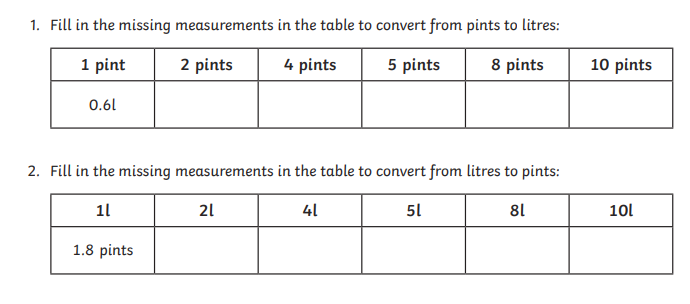 1. Fill in the missing measurements in the table to convert from pints to litres:
1 pint 2 pints 4 pints 5 pints 8 pints 10 pints
0.6l
2. Fill in the missing measurements in the table to convert from litres to pints:
1l 2l 4l 5l 8l 10l
1.8 pints